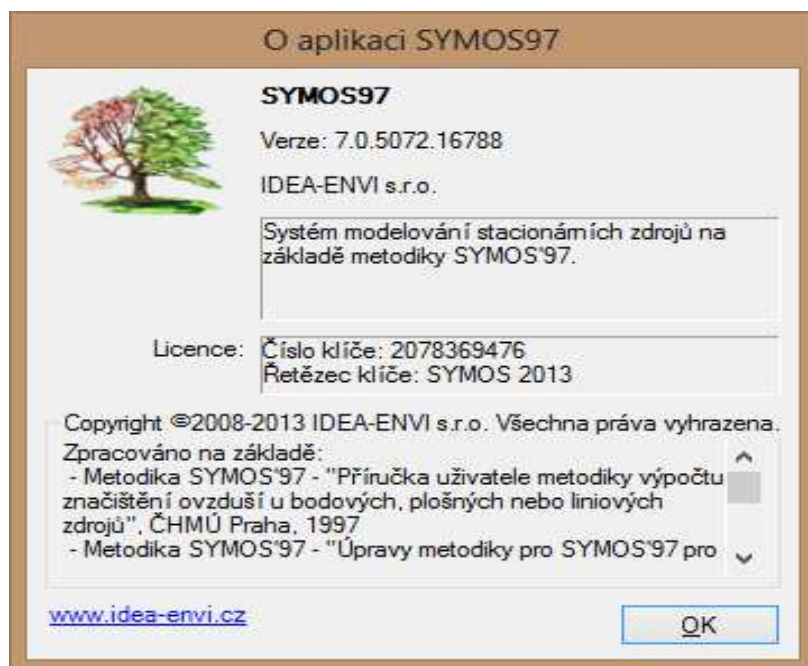 O aplikaci SYMOS97
SYMOS97
Verze: 7.0.5072.16788
IDEA-ENVI s.r.o.
Systém modelování stacionárních zdrojů na
základě metodiky SYMOS'97.
Licence:
Číslo klíče: 2078369476
Řetězec klíče: SYMOS 2013
Copyright ©2008-2013 IDEA-ENVI s.r.o. Všechna práva vyhrazena.
Zpracováno na základě:
- Metodika SYMOS'97 - "Příručka uživatele metodiky výpočtu
značištění ovzduší u bodových, plošných nebo liniových
zdrojů", ČHMÚ Praha, 1997
- Metodika SYMOS'97 - "Úpravy metodiky pro SYMOS'97 pro
www.idea-envi.cz
OK